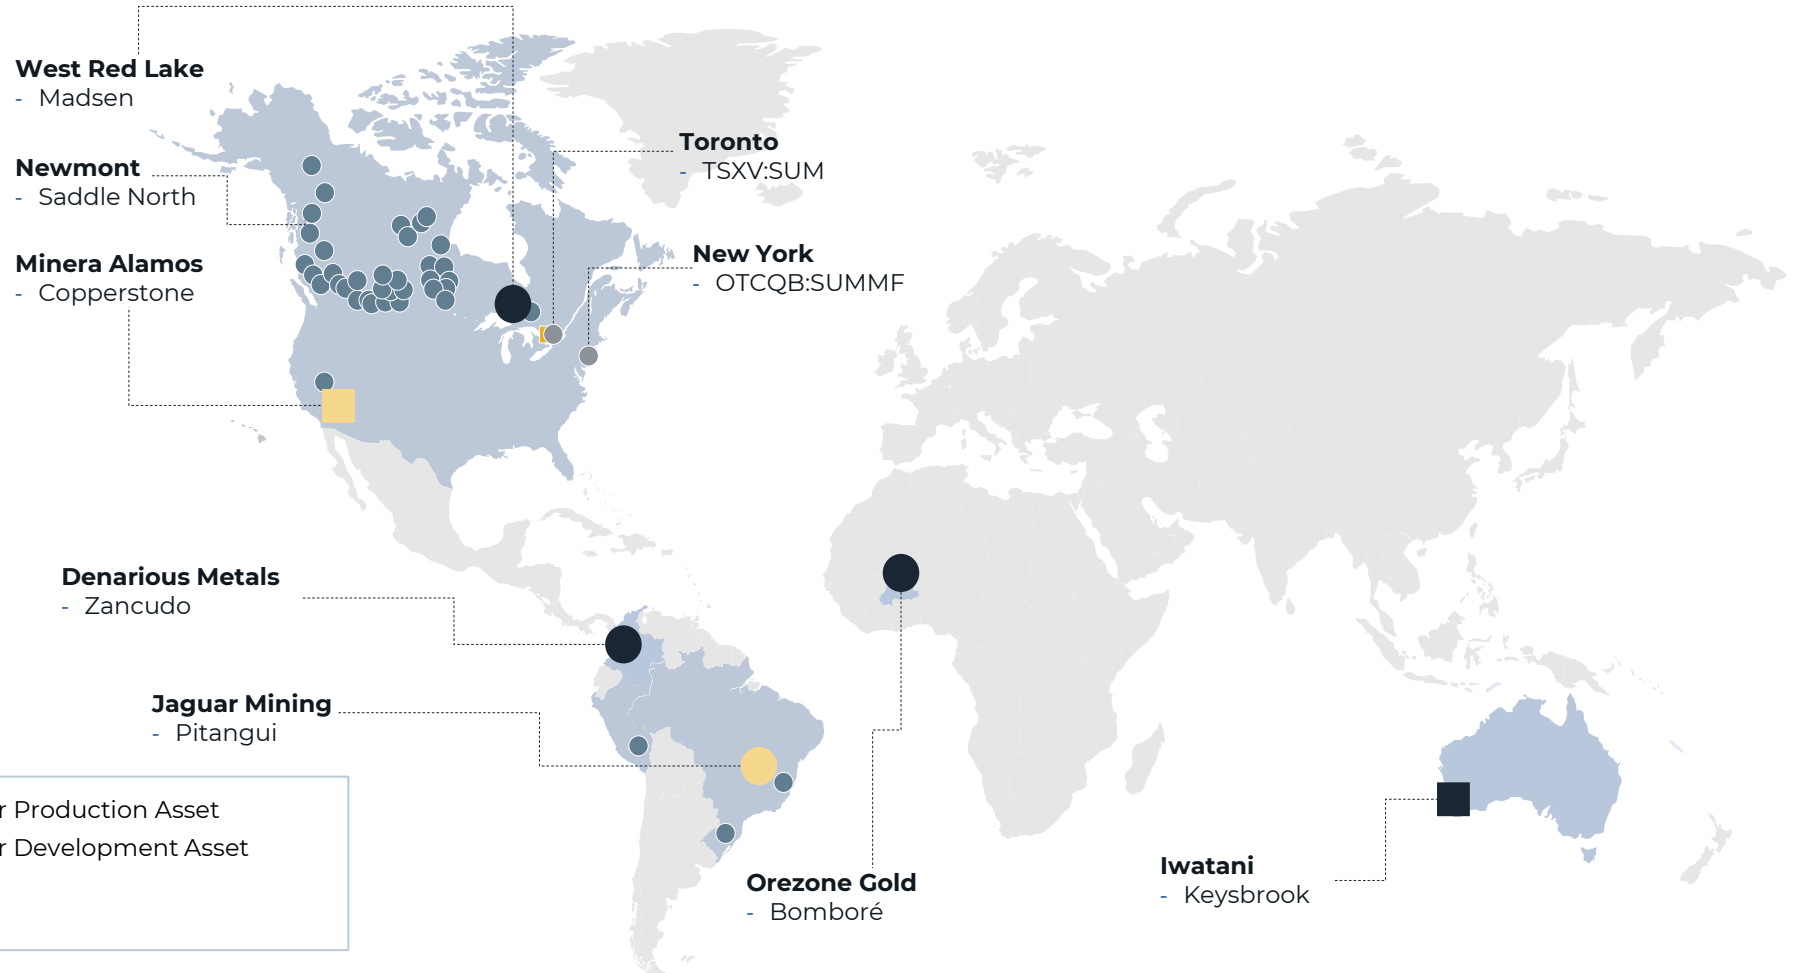 West Red Lake
- Madsen
Newmont
- Saddle North
Minera Alamos
- Copperstone
Toronto
- TSXV:SUM
New York
- OTCQB:SUMMF
Denarious Metals
- Zancudo
Jaguar Mining
- Pitangui
Orezone Gold
- Bomboré
Iwatani
- Keysbrook
r Production Asset
r Development Asset